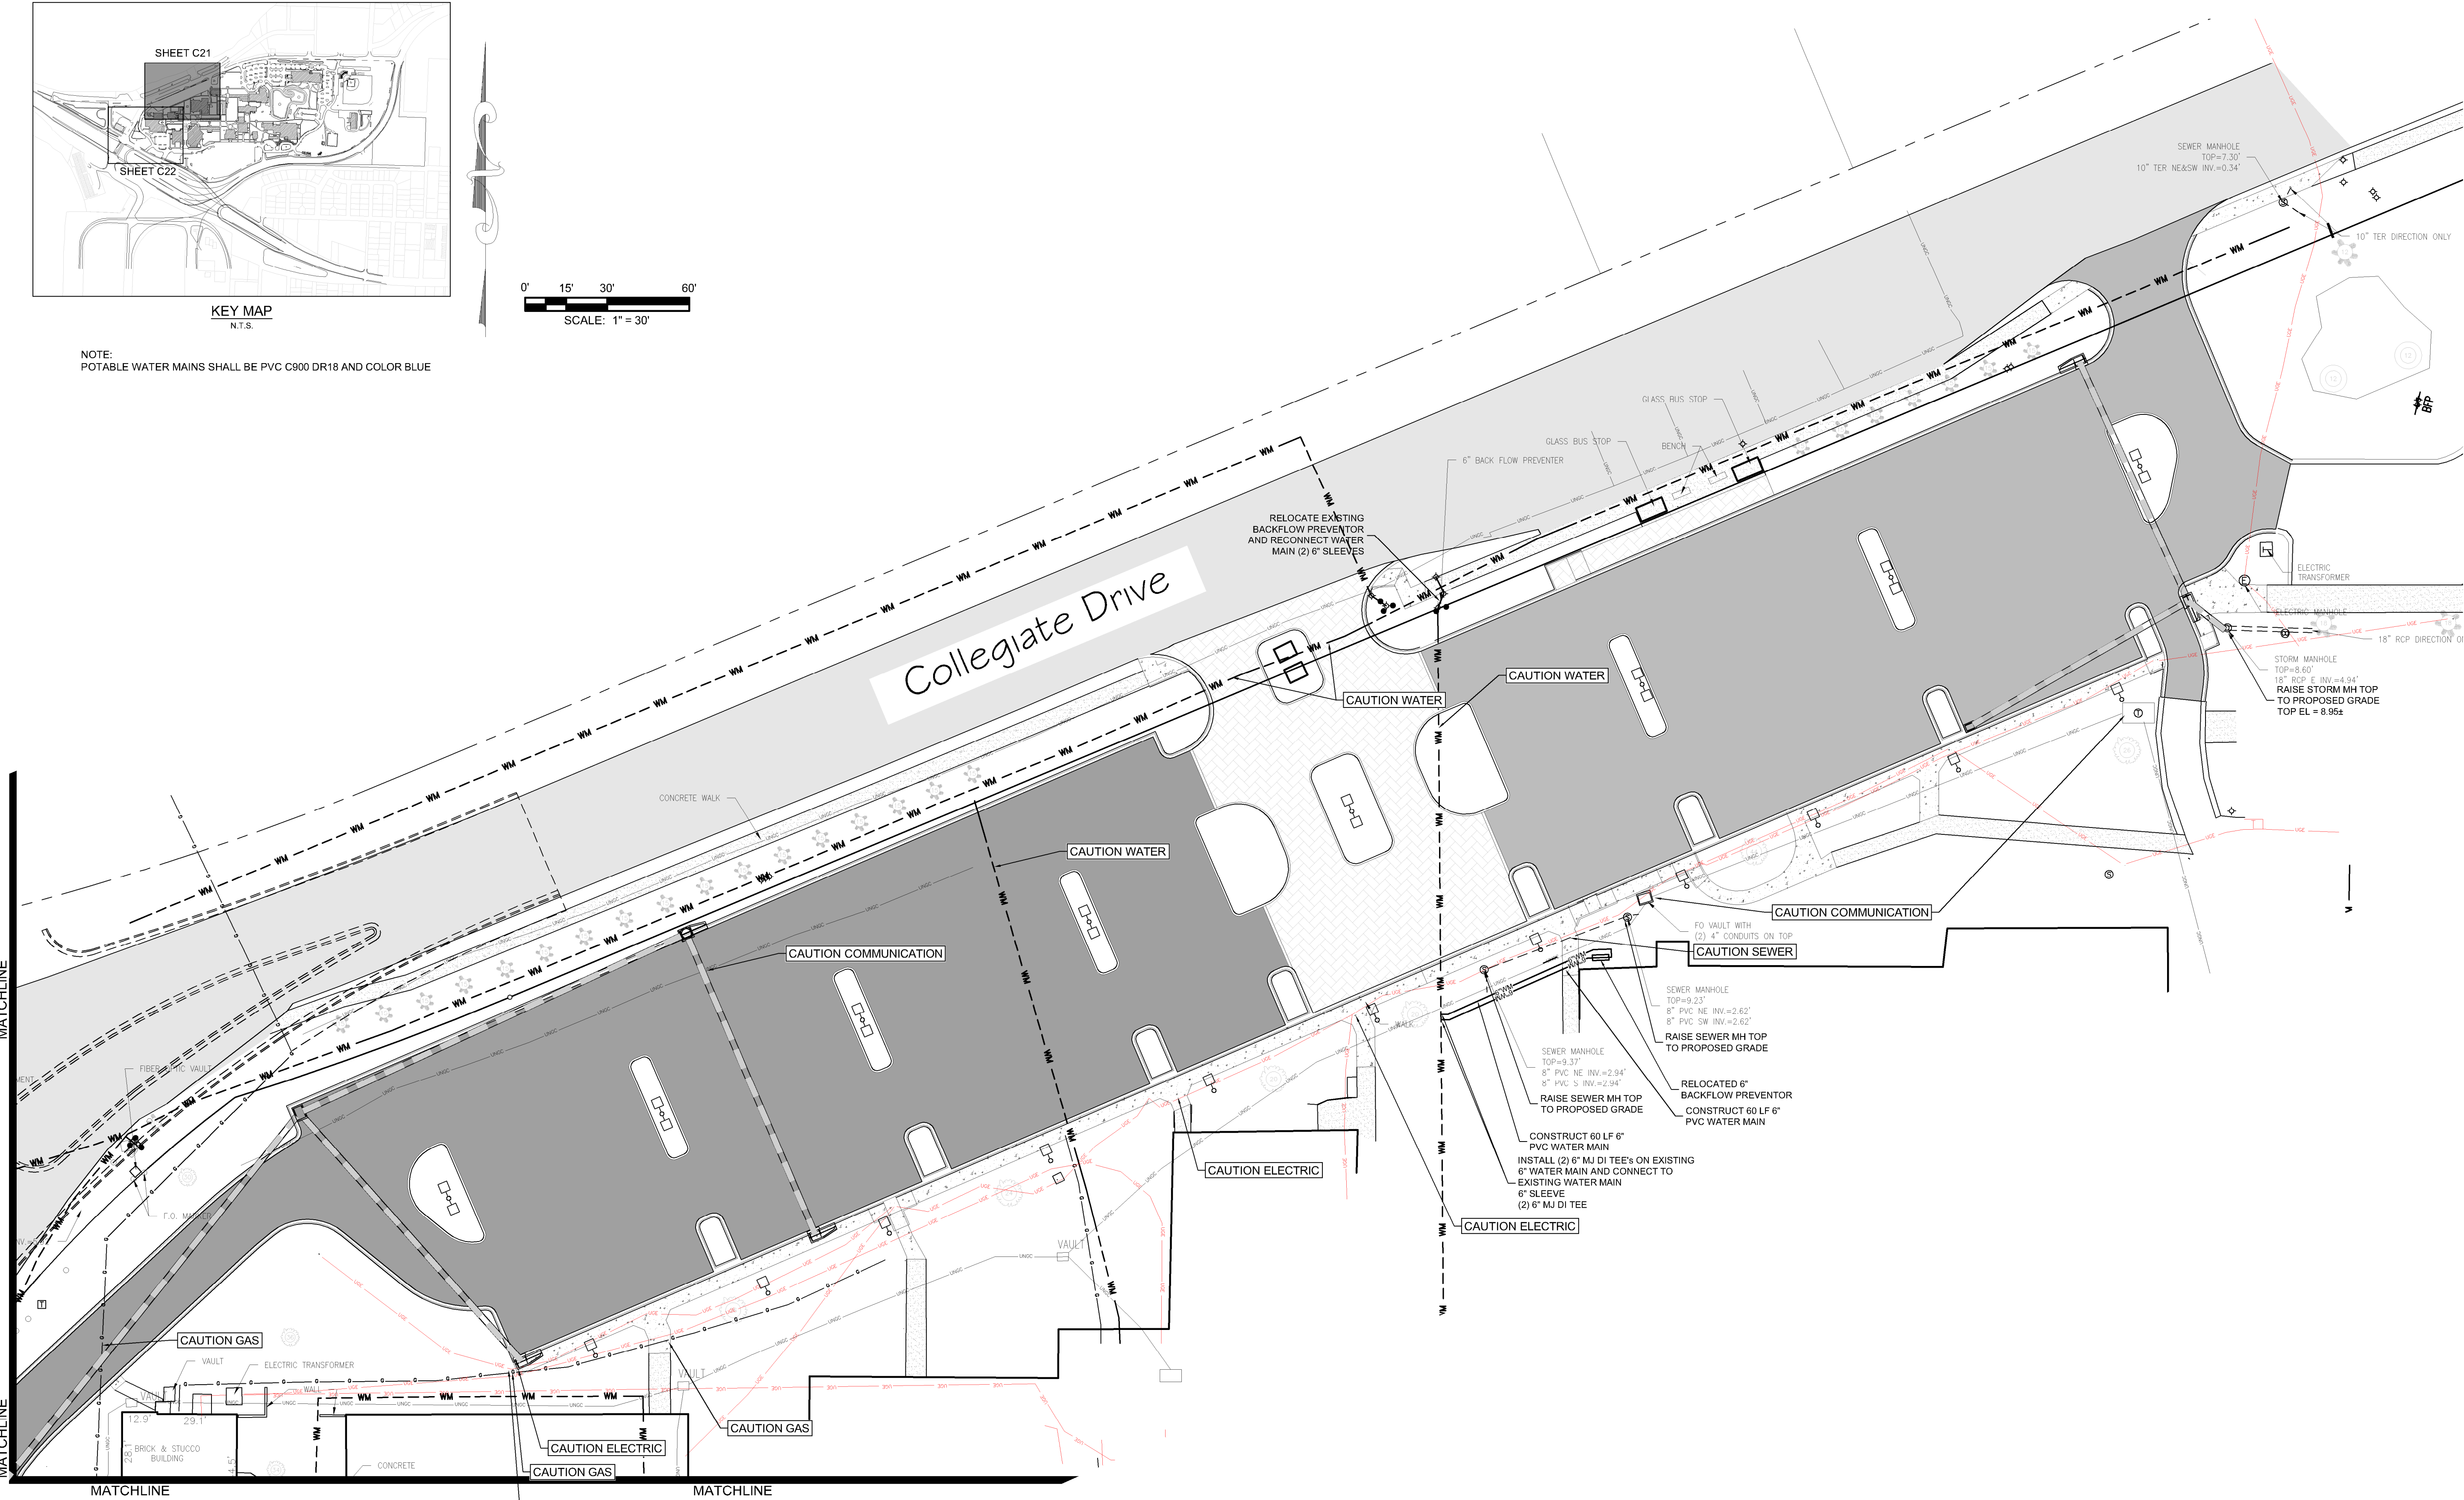 SHEET C21
SHEET C22
KEY MAP
N.T.S.
0' 15' 30' 60'
SCALE: 1" = 30'
NOTE:
POTABLE WATER MAINS SHALL BE PVC C900 DR18 AND COLOR BLUE
SEWER MANHOLE
TOP=7.30'
10" TER NE&SW INV.=0.34'
10" TER DIRECTION ONLY
BFP
GLASS BUS STOP
GLASS BUS STOP
BENCH
6" BACK FLOW PREVENTER
RELOCATE EXISTING
BACKFLOW PREVENTOR
AND RECONNECT WATER
MAIN (2) 6" SLEEVES
Collegiate Drive
ELECTRIC
TRANSFORMER
ELECTRIC MANHOLE
18" RCP DIRECTION
STORM MANHOLE
TOP=8.60'
18" RCP E INV.=4.94'
RAISE STORM MH TOP
TO PROPOSED GRADE
TOP EL = 8.95±
CAUTION WATER
CAUTION WATER
CONCRETE WALK
CAUTION WATER
CAUTION COMMUNICATION
CAUTION COMMUNICATION
FO VAULT WITH
(2) 4" CONDUITS ON TOP
CAUTION SEWER
SEWER MANHOLE
TOP=9.23'
8" PVC NE INV.=2.62'
8" PVC SW INV.=2.62'
RAISE SEWER MH TOP
TO PROPOSED GRADE
WALK
SEWER MANHOLE
TOP=9.37'
8" PVC NE INV.=2.94'
8" PVC S INV.=2.94'
RAISE SEWER MH TOP
TO PROPOSED GRADE
RELOCATED 6"
BACKFLOW PREVENTOR
CONSTRUCT 60 LF 6"
PVC WATER MAIN
CONSTRUCT 60 LF 6"
PVC WATER MAIN
INSTALL (2) 6" MJ DI TEE's ON EXISTING
6" WATER MAIN AND CONNECT TO
EXISTING WATER MAIN
6" SLEEVE
(2) 6" MJ DI TEE
CAUTION ELECTRIC
CAUTION ELECTRIC
MATCHLINE
FIBER OPTIC VAULT
F.O. MARKER
VAULT
CAUTION GAS
VAULT
ELECTRIC TRANSFORMER
WALL
VAULT
VAULT
12.9'
29.1'
28.1'
BRICK & STUCCO
BUILDING
CONCRETE
CAUTION GAS
CAUTION ELECTRIC
CAUTION GAS
MATCHLINE
MATCHLINE
MATCHLINE